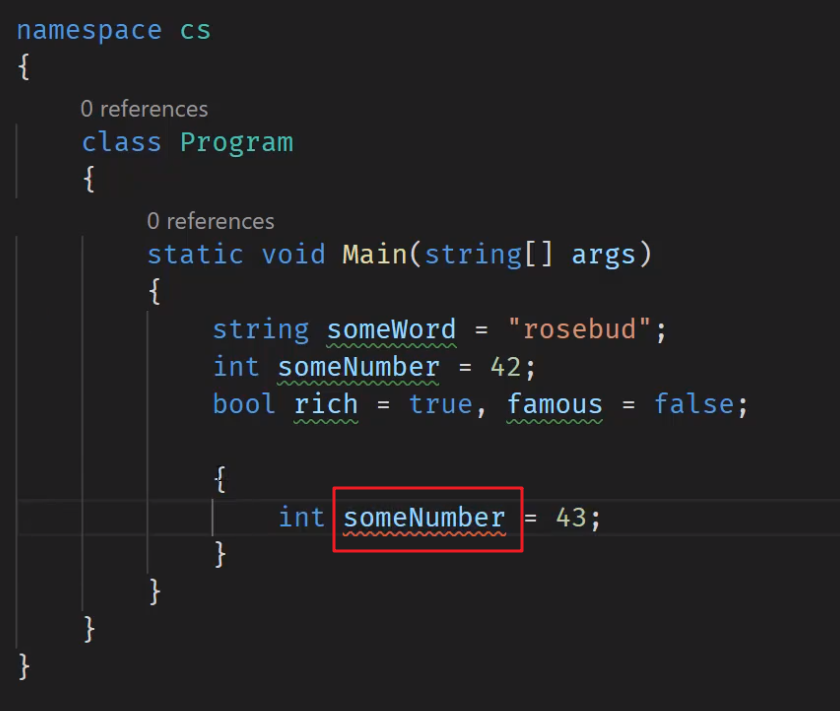 namespace cs
{
0 references
class Program
{
0 references
static void Main(string[] args)
{
string someWord = "rosebud";
int someNumber = 42;
bool rich = true, famous = false;
{
int someNumber = 43;
}
}
}
}